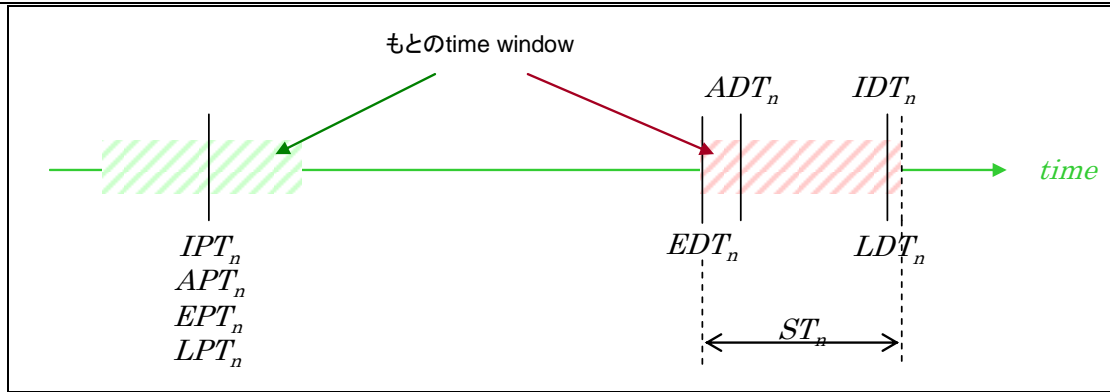 もとのtime window
ADT_n
IDT_n
time
IPT_n
APT_n
EPT_n
LPT_n
EDT_n
LDT_n
ST_n